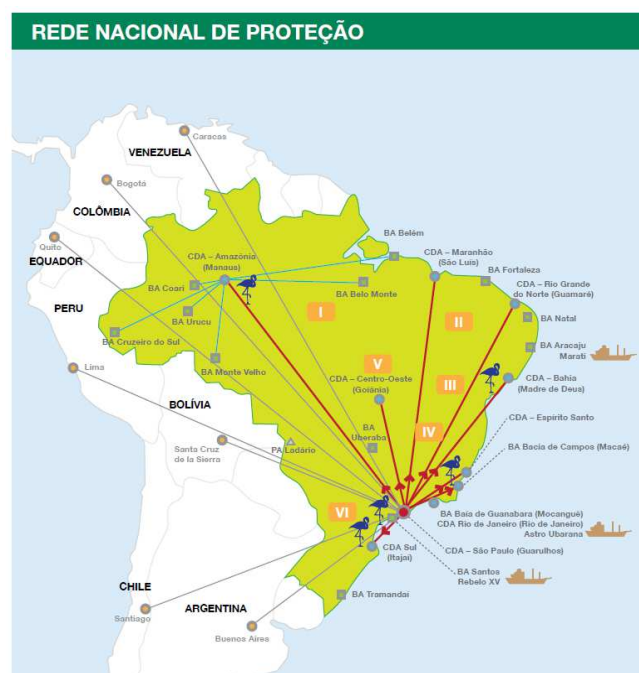 REDE NACIONAL DE PROTEÇÃO
Caracas
VENEZUELA
Bogotá
COLÔMBIA
Quito
EQUADOR
PERU
BA Belém
CDA – Amazônia
(Manaus)
CDA – Maranhão
(São Luís)
BA Fortaleza
BA Coari
BA Belo Monte
CDA – Rio Grande
do Norte (Guamaré)
I
II
BA Urucu
BA Natal
BA Cruzeiro do Sul
BA Aracaju
Marati
Lima
BA Monte Velho
V
CDA – Centro-Oeste
(Goiânia)
III
CDA – Bahia
(Madre de Deus)
BOLÍVIA
CDA – Espírito Santo
IV
BA
Uberaba
Santa Cruz
de la Sierra
PA Ladário
BA Bacia de Campos (Macaé)
VI
BA Baía de Guanabara (Mocanguê)
CDA Rio de Janeiro (Rio de Janeiro)
Astro Ubarana
CDA Sul
(Itajaí)
CDA – São Paulo (Guarulhos)
BA Santos
Rebelo XV
CHILE
BA Tramandaí
ARGENTINA
Santiago
Buenos Aires